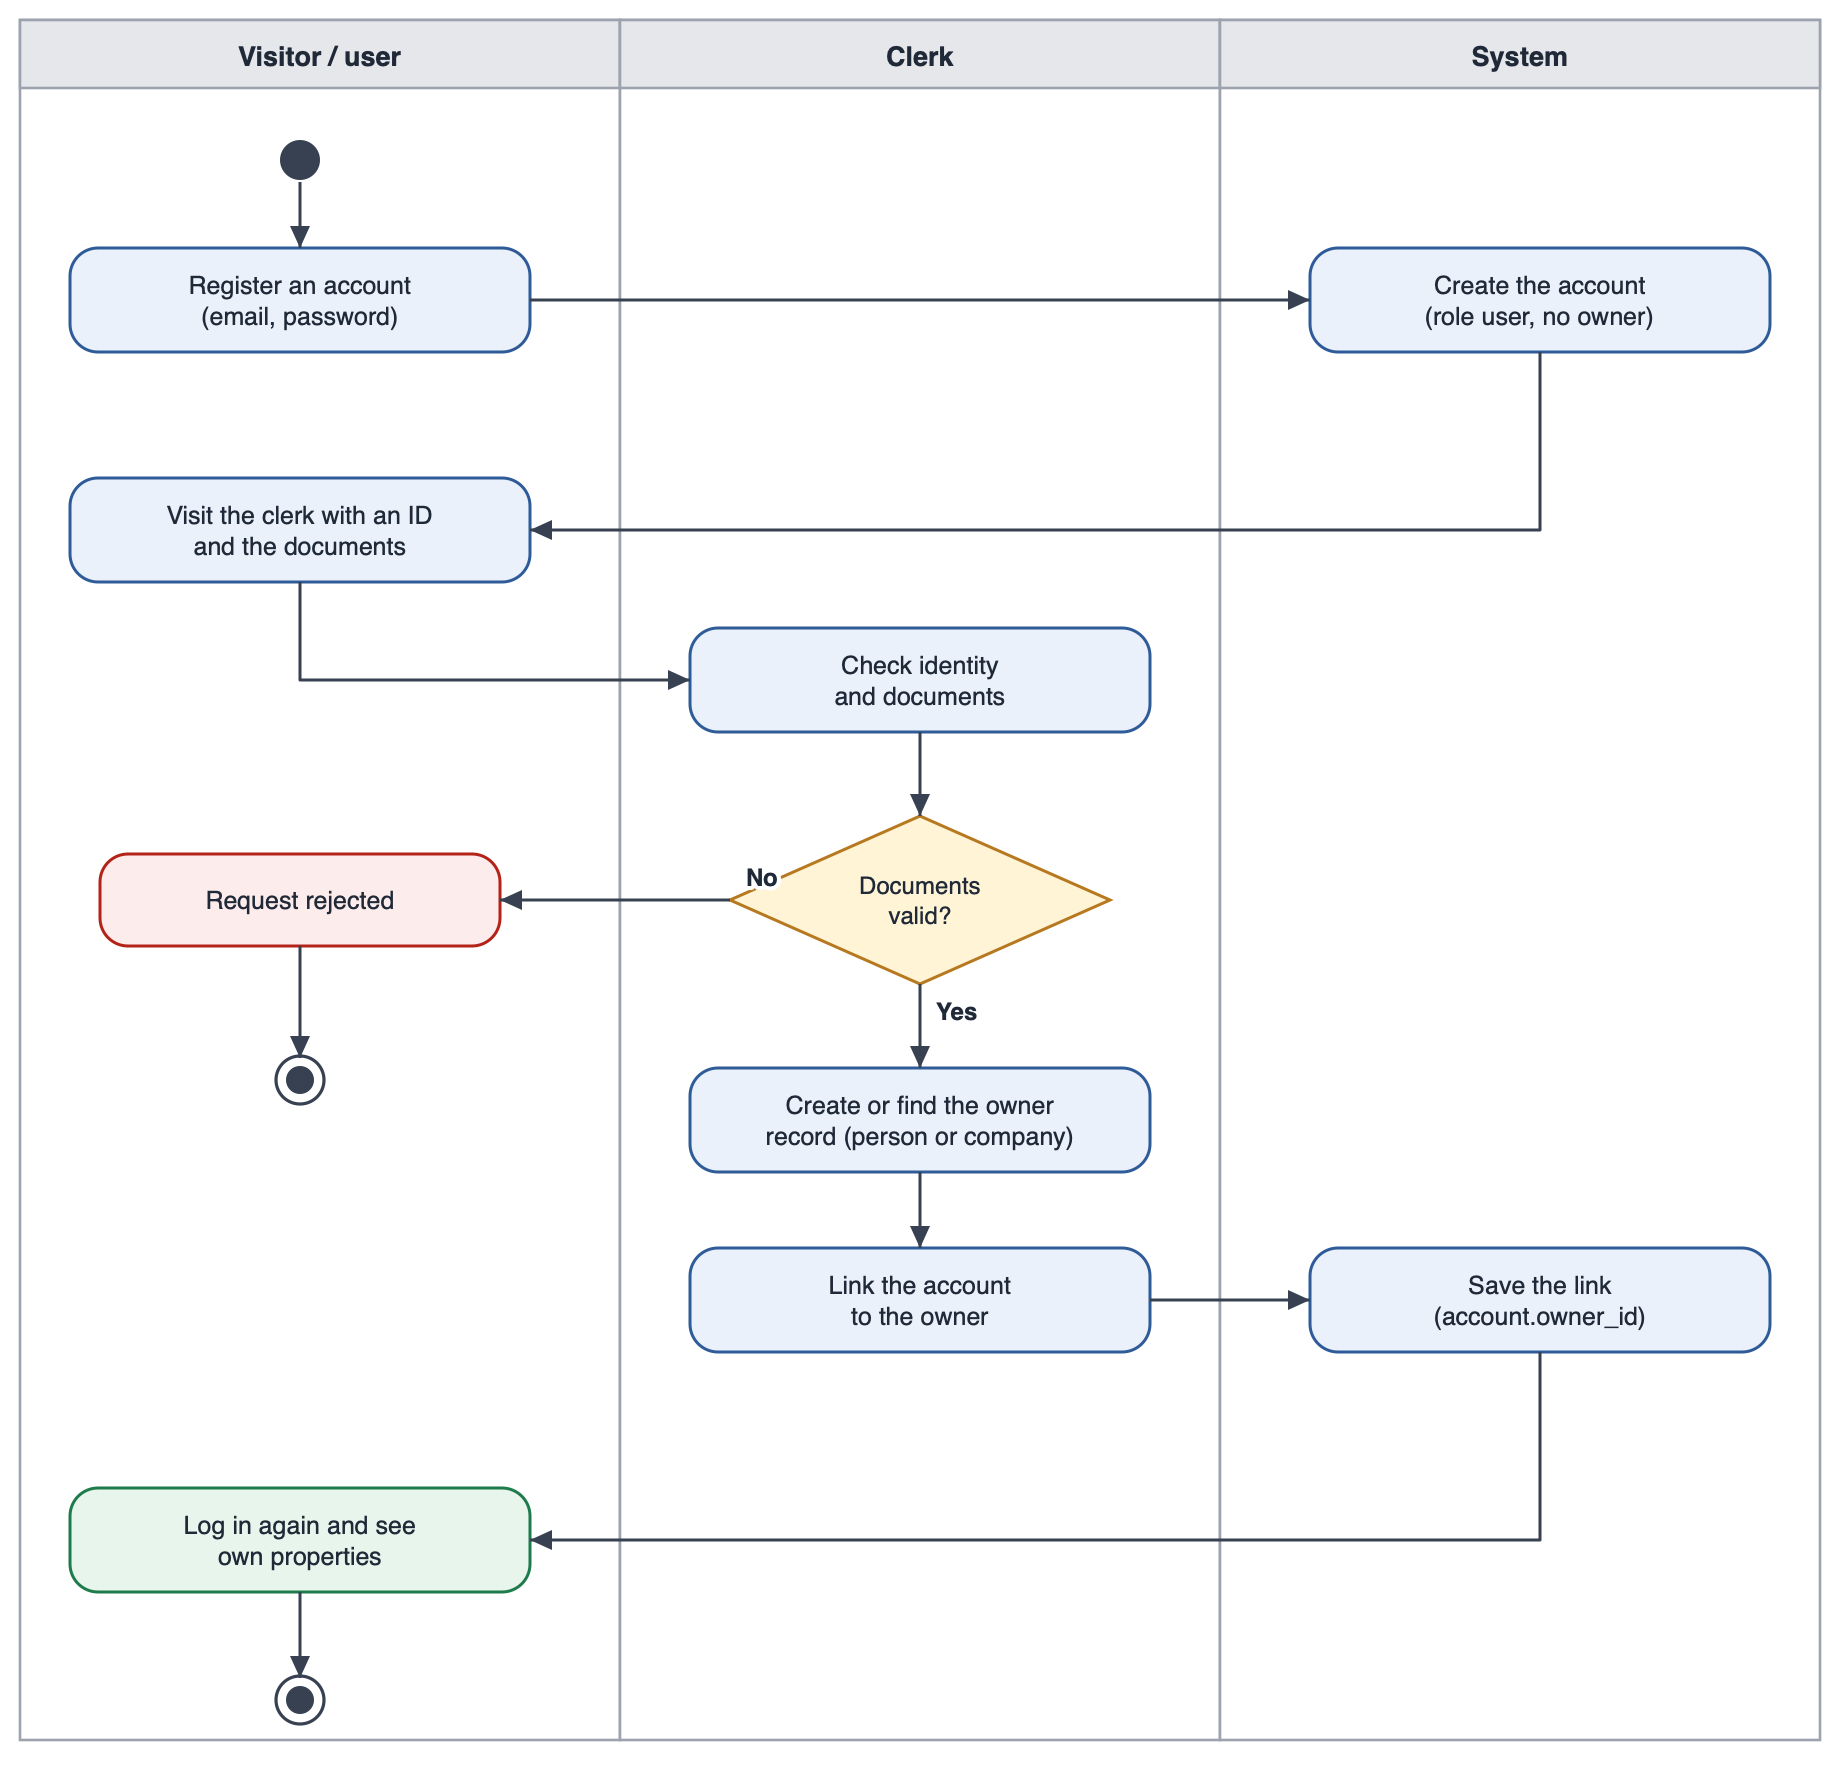 Visitor / user
Clerk
System
Register an account
(email, password)
Create the account
(role user, no owner)
Visit the clerk with an ID
and the documents
Check identity
and documents
No
Documents
valid?
Request rejected
Yes
Create or find the owner
record (person or company)
Link the account
to the owner
Save the link
(account.owner_id)
Log in again and see
own properties